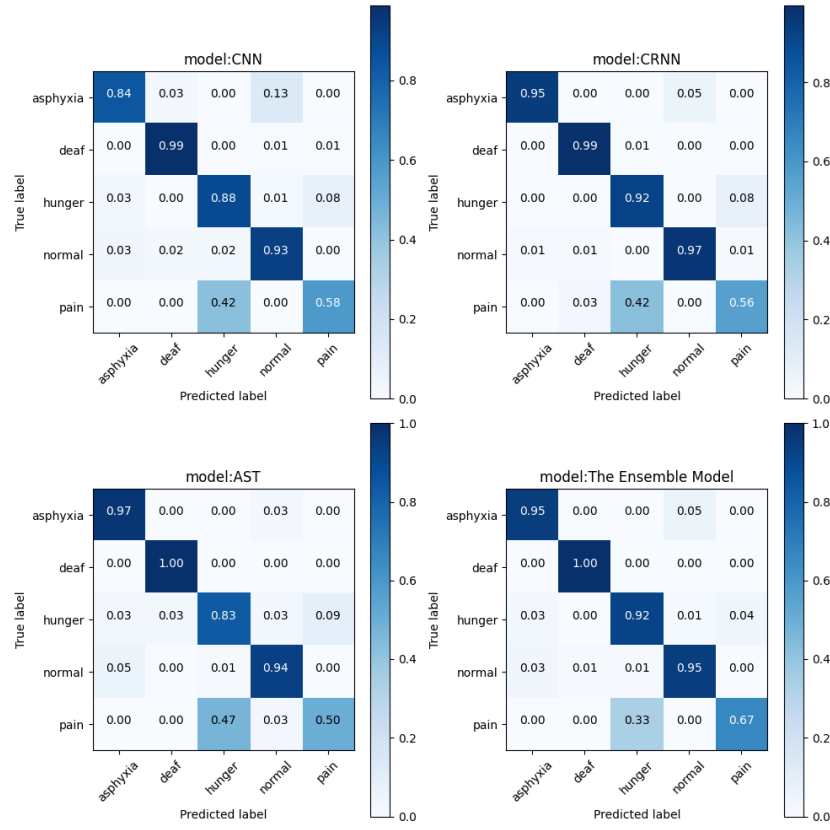 model:CNN
True label
asphyxia 0.84 0.03 0.00 0.13 0.00
deaf 0.00 0.99 0.00 0.01 0.01
hunger 0.03 0.00 0.88 0.01 0.08
normal 0.03 0.02 0.02 0.93 0.00
pain 0.00 0.00 0.42 0.00 0.58
asphyxia deaf hunger normal pain
Predicted label
0.8
0.6
0.4
0.2
0.0
model:CRNN
True label
asphyxia 0.95 0.00 0.00 0.05 0.00
deaf 0.00 0.99 0.01 0.00 0.00
hunger 0.00 0.00 0.92 0.00 0.08
normal 0.01 0.01 0.00 0.97 0.01
pain 0.00 0.03 0.42 0.00 0.56
asphyxia deaf hunger normal pain
Predicted label
0.8
0.6
0.4
0.2
0.0
model:AST
True label
asphyxia 0.97 0.00 0.00 0.03 0.00
deaf 0.00 1.00 0.00 0.00 0.00
hunger 0.03 0.03 0.83 0.03 0.09
normal 0.05 0.00 0.01 0.94 0.00
pain 0.00 0.00 0.47 0.03 0.50
asphyxia deaf hunger normal pain
Predicted label
1.0
0.8
0.6
0.4
0.2
0.0
model:The Ensemble Model
True label
asphyxia 0.95 0.00 0.00 0.05 0.00
deaf 0.00 1.00 0.00 0.00 0.00
hunger 0.03 0.00 0.92 0.01 0.04
normal 0.03 0.01 0.01 0.95 0.00
pain 0.00 0.00 0.33 0.00 0.67
asphyxia deaf hunger normal pain
Predicted label
1.0
0.8
0.6
0.4
0.2
0.0